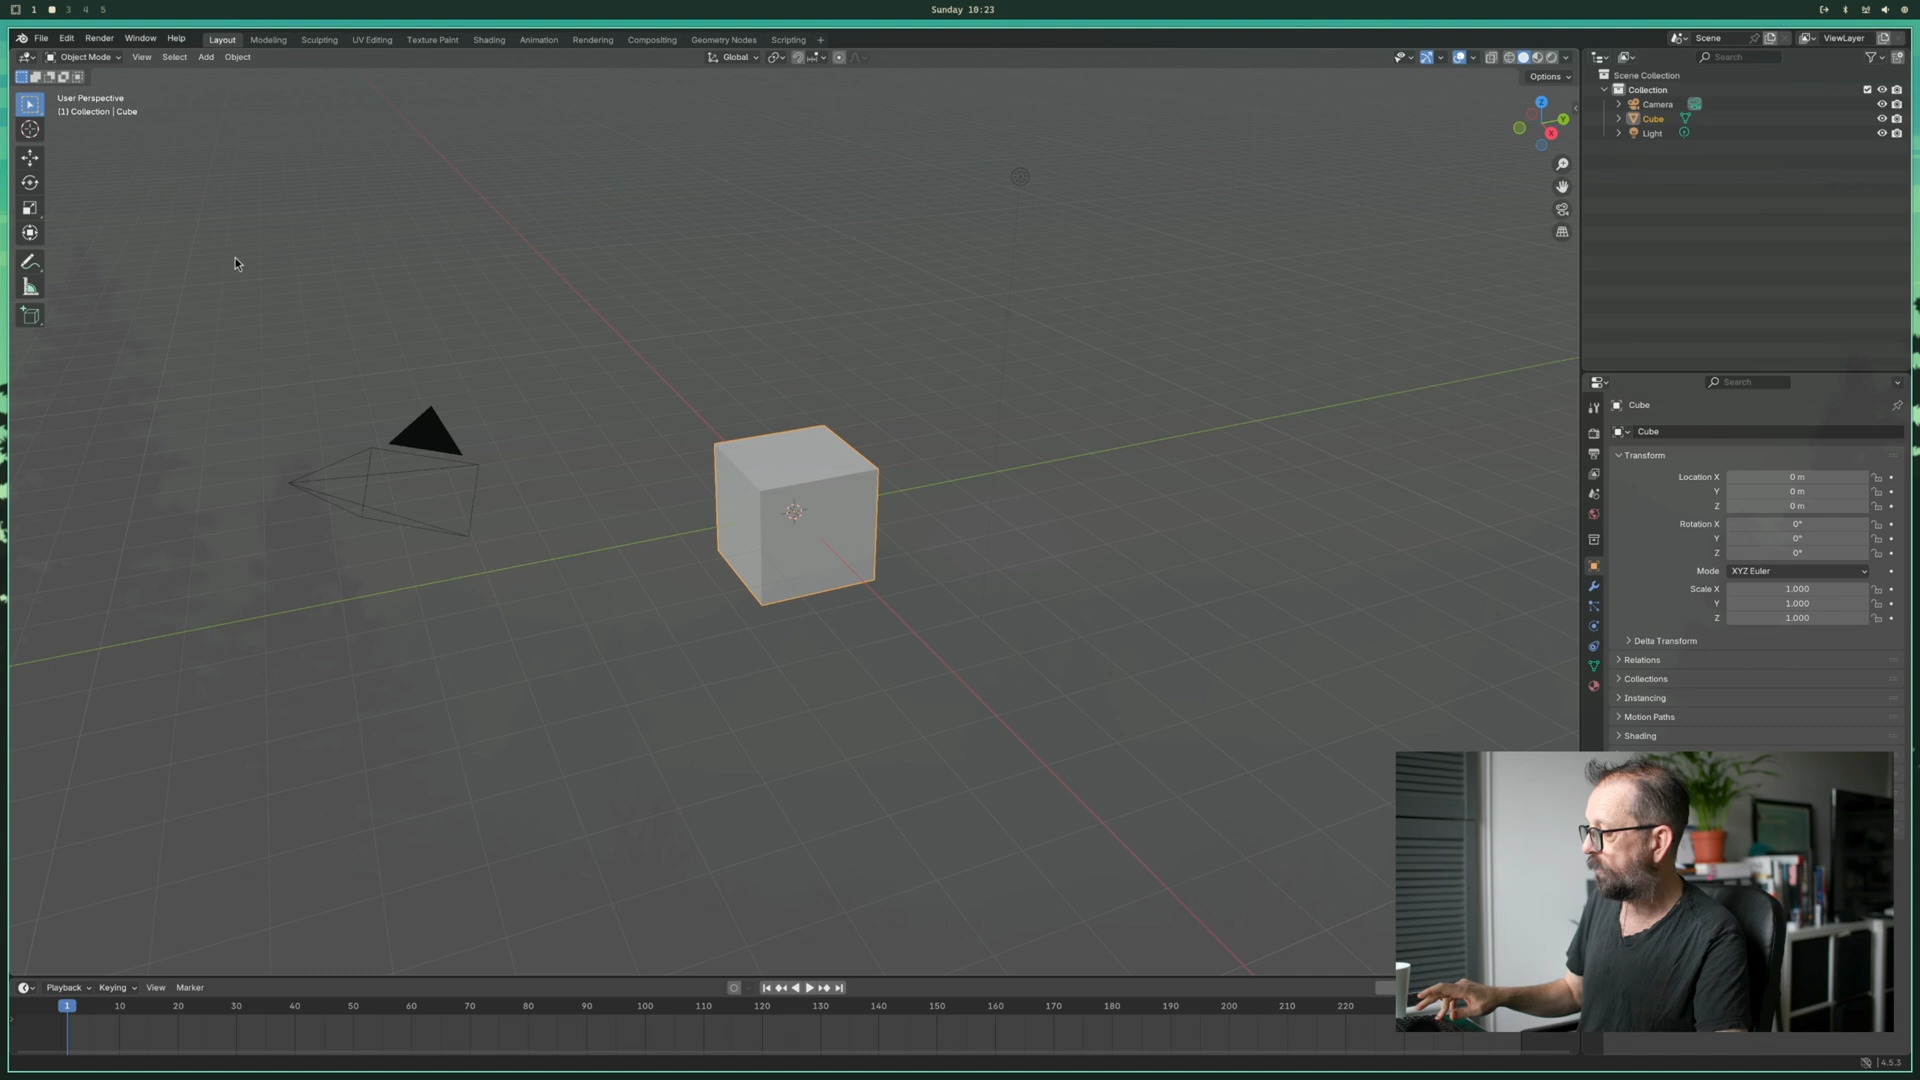 1 3 4 5 Sunday 10:23
File Edit Render Window Help Layout Modeling Sculpting UV Editing Texture Paint Shading Animation Rendering Compositing Geometry Nodes Scripting + Scene ViewLayer
Object Mode View Select Add Object Global Search
Options
User Perspective
(1) Collection | Cube
Z
Y
X
Scene Collection
Collection
Camera
Cube
Light
Search
Cube
Cube
Transform
Location X 0 m
Y 0 m
Z 0 m
Rotation X 0°
Y 0°
Z 0°
Mode XYZ Euler
Scale X 1.000
Y 1.000
Z 1.000
Delta Transform
Relations
Collections
Instancing
Motion Paths
Shading
Playback Keying View Marker
1 10 20 30 40 50 60 70 80 90 100 110 120 130 140 150 160 170 180 190 200 210 220
4.5.3